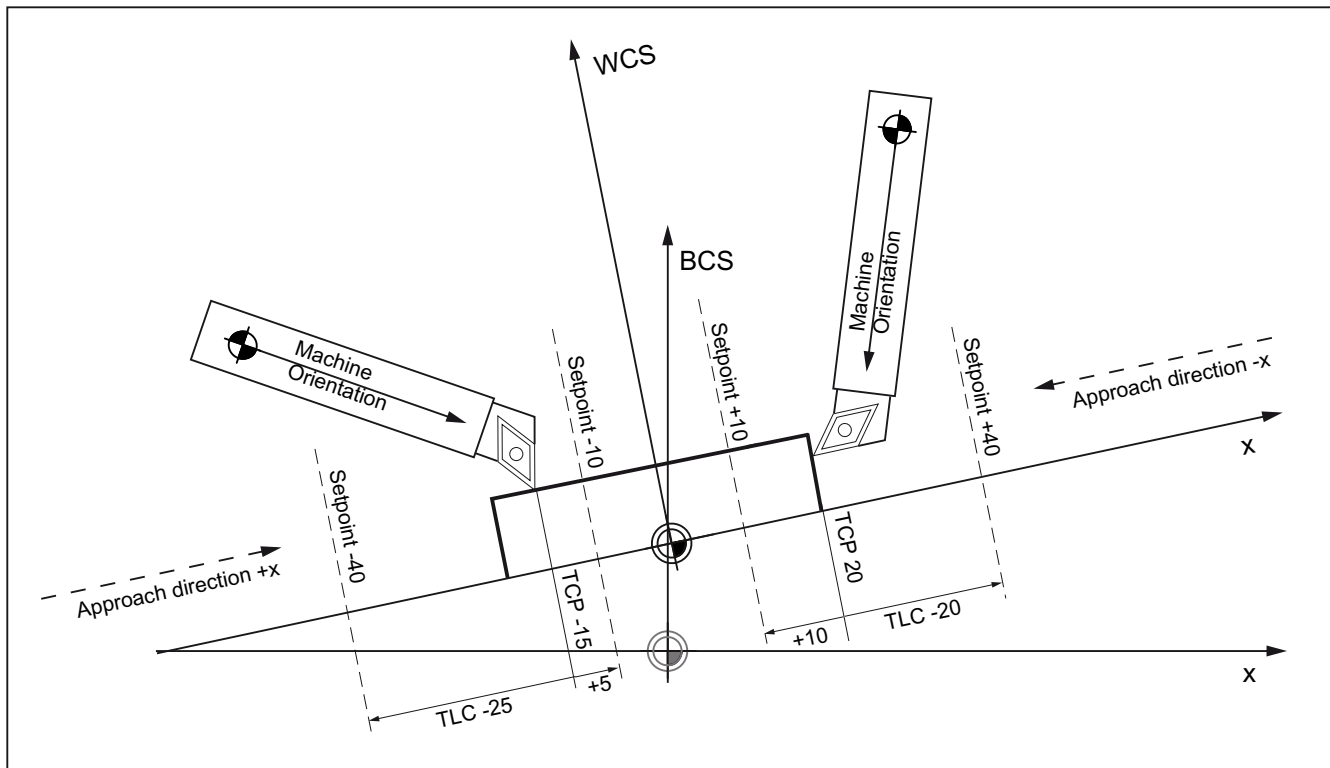 WCS
BCS
Machine
Orientation
Machine
Orientation
Setpoint -40
Setpoint -10
Setpoint +10
Setpoint +40
Approach direction -x
x
Approach direction +x
TCP -15
TCP 20
TLC -25
+5
+10
TLC -20
x